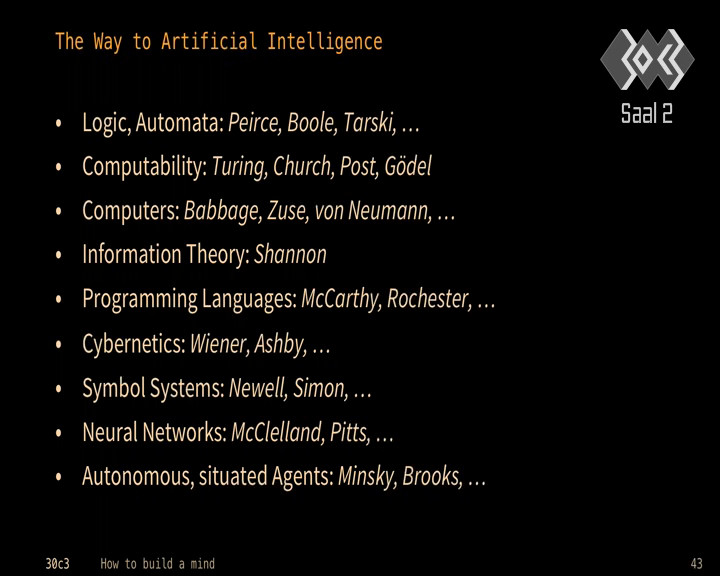 The Way to Artificial Intelligence
Saal 2
• Logic, Automata: Peirce, Boole, Tarski, …
• Computability: Turing, Church, Post, Gödel
• Computers: Babbage, Zuse, von Neumann, …
• Information Theory: Shannon
• Programming Languages: McCarthy, Rochester, …
• Cybernetics: Wiener, Ashby, …
• Symbol Systems: Newell, Simon, …
• Neural Networks: McClelland, Pitts, …
• Autonomous, situated Agents: Minsky, Brooks, …
30c3 How to build a mind 43